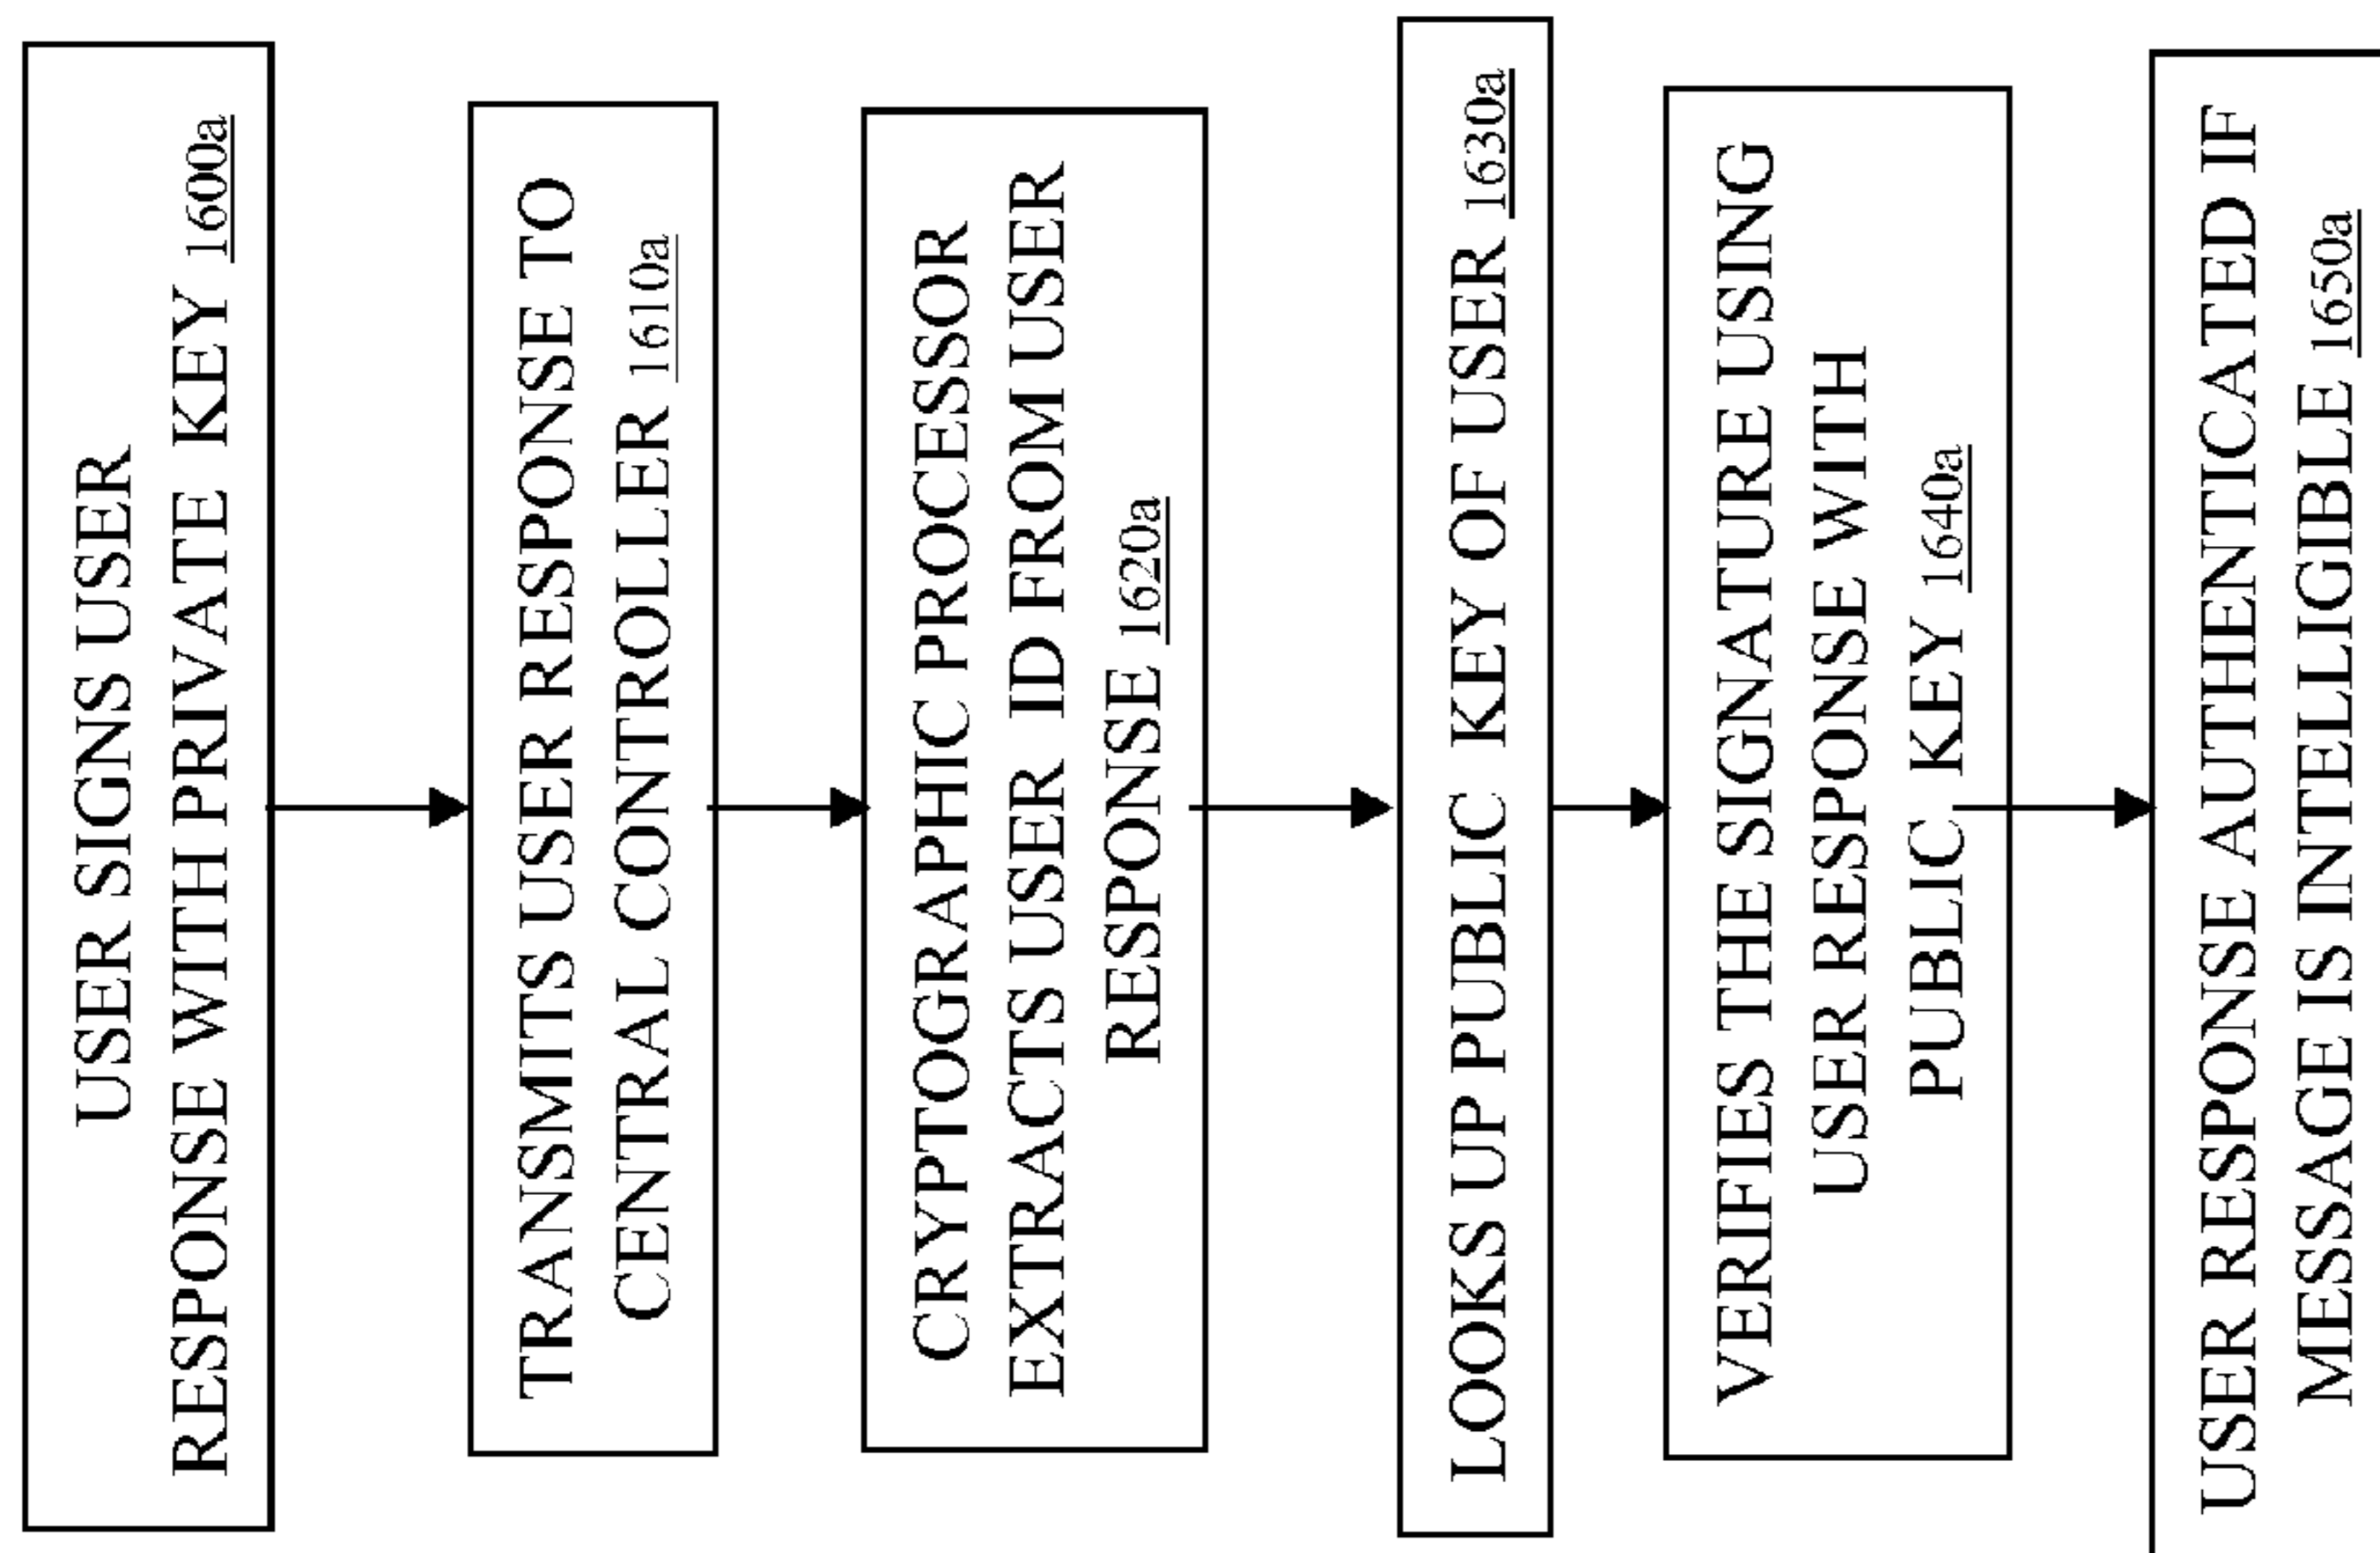 USER SIGNS USER
RESPONSE WITH PRIVATE KEY 1600a
TRANSMITS USER RESPONSE TO
CENTRAL CONTROLLER 1610a
CRYPTOGRAPHIC PROCESSOR
EXTRACTS USER ID FROM USER
RESPONSE 1620a
LOOKS UP PUBLIC KEY OF USER 1630a
VERIFIES THE SIGNATURE USING
USER RESPONSE WITH
PUBLIC KEY 1640a
USER RESPONSE AUTHENTICATED IF
MESSAGE IS INTELLIGIBLE 1650a